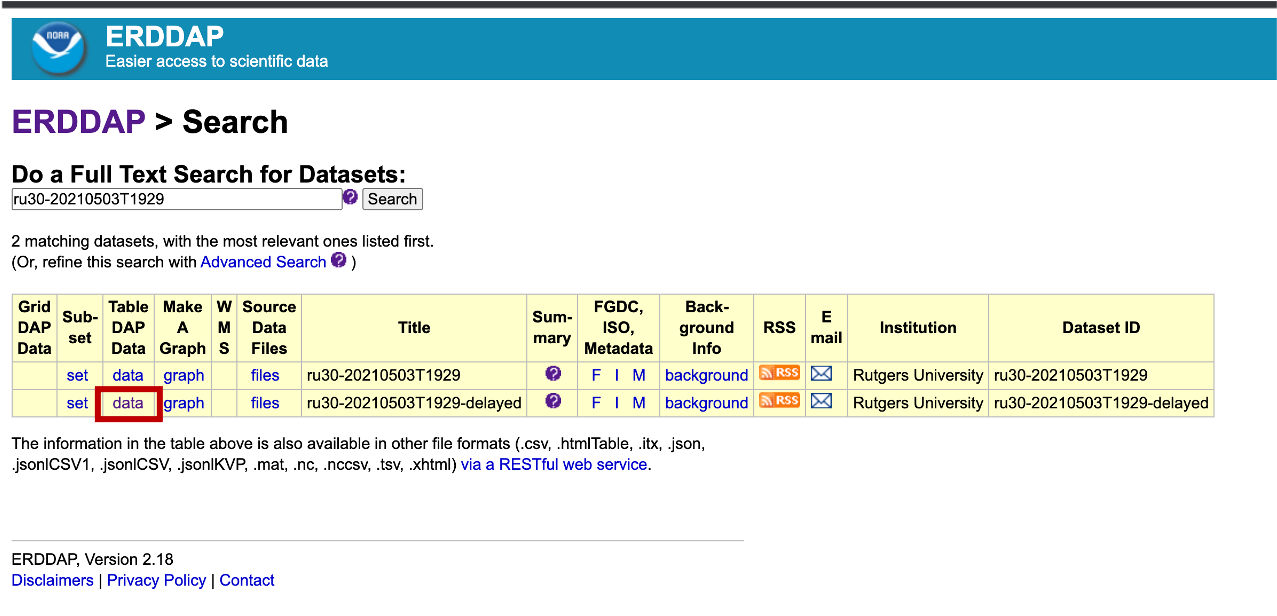 NOAA
ERDDAP
Easier access to scientific data
ERDDAP > Search
Do a Full Text Search for Datasets:
ru30-20210503T1929 ? Search
2 matching datasets, with the most relevant ones listed first.
(Or, refine this search with Advanced Search ? )
Grid DAP Data Sub-set Table DAP Data Make A Graph W M S Source Data Files Title Sum-mary FGDC, ISO, Metadata Back-ground Info RSS E mail Institution Dataset ID
set data graph files ru30-20210503T1929 ? F I M background RSS Rutgers University ru30-20210503T1929
set data graph files ru30-20210503T1929-delayed ? F I M background RSS Rutgers University ru30-20210503T1929-delayed
The information in the table above is also available in other file formats (.csv, .htmlTable, .itx, .json,
.jsonlCSV1, .jsonlCSV, .jsonlKVP, .mat, .nc, .nccsv, .tsv, .xhtml) via a RESTful web service.
ERDDAP, Version 2.18
Disclaimers | Privacy Policy | Contact